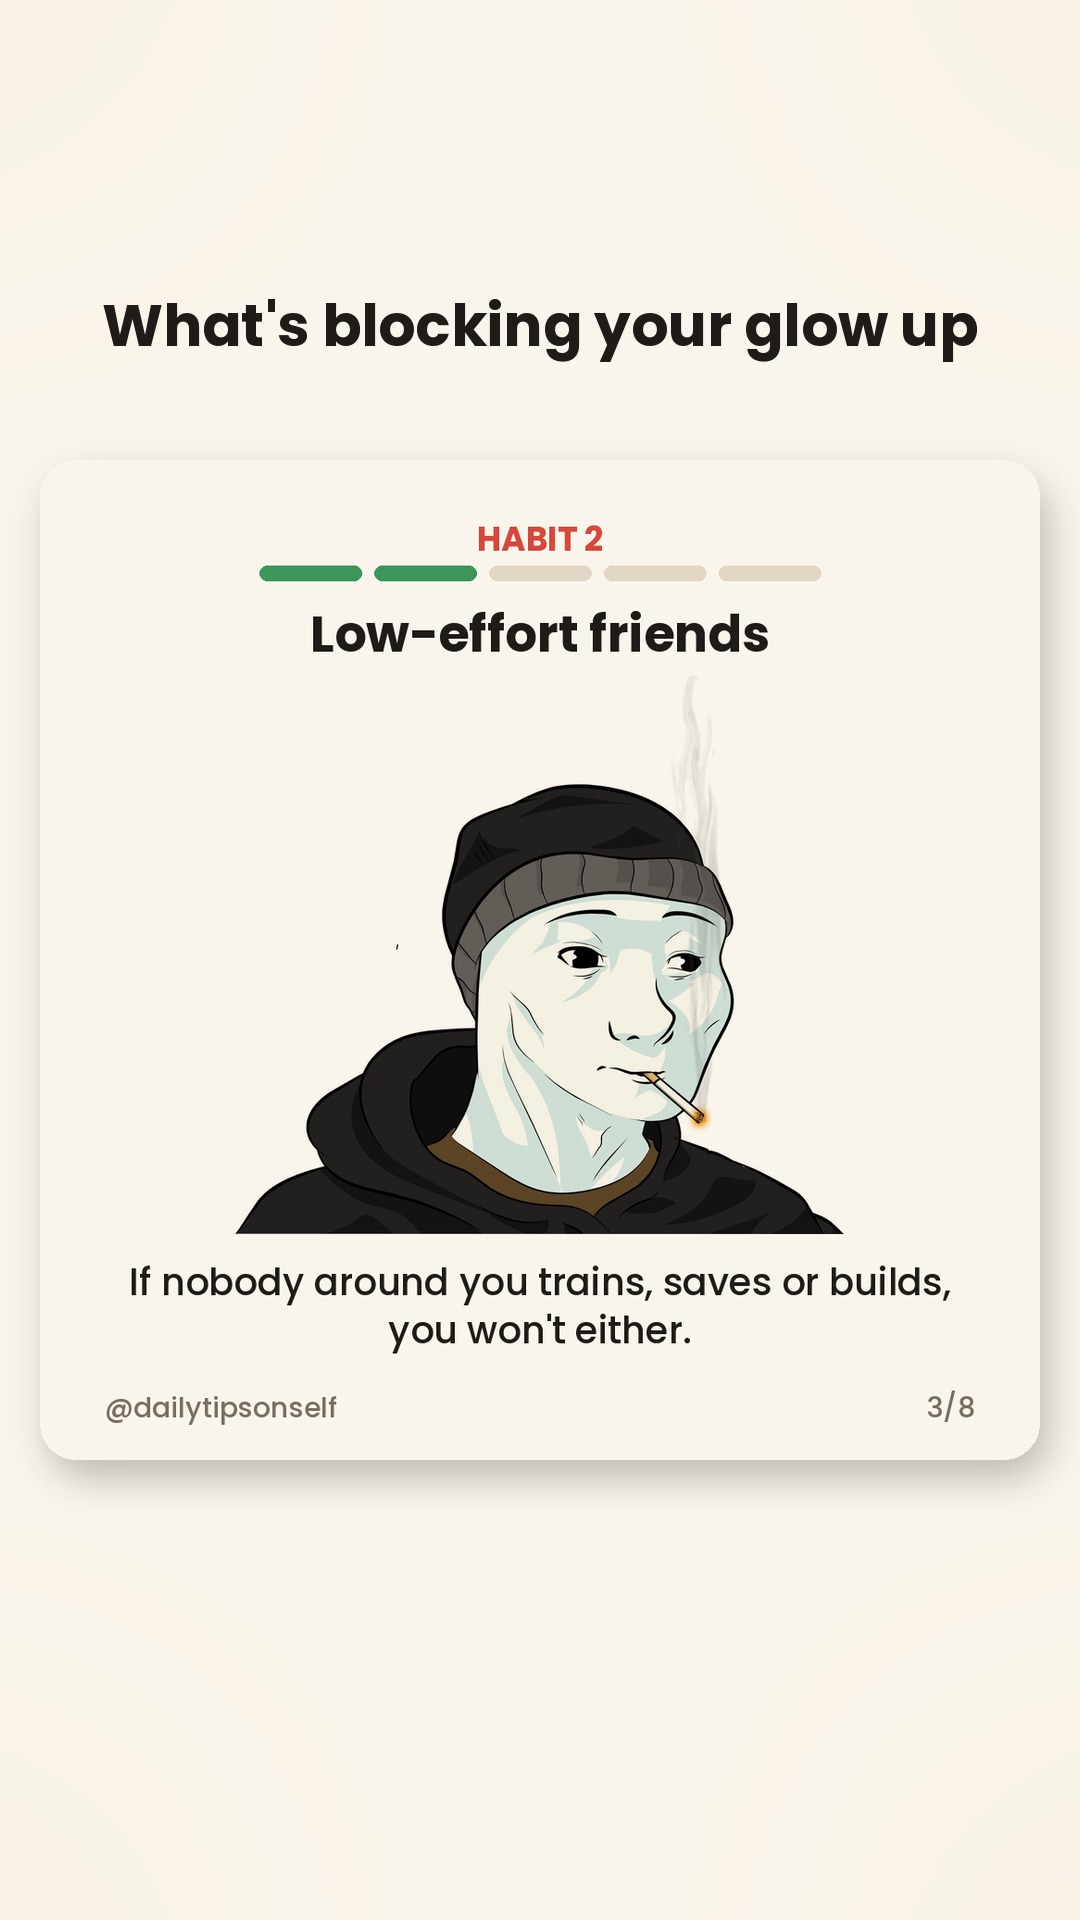 What's blocking your glow up
HABIT 2
Low-effort friends
If nobody around you trains, saves or builds,
you won't either.
@dailytipsonself
3/8